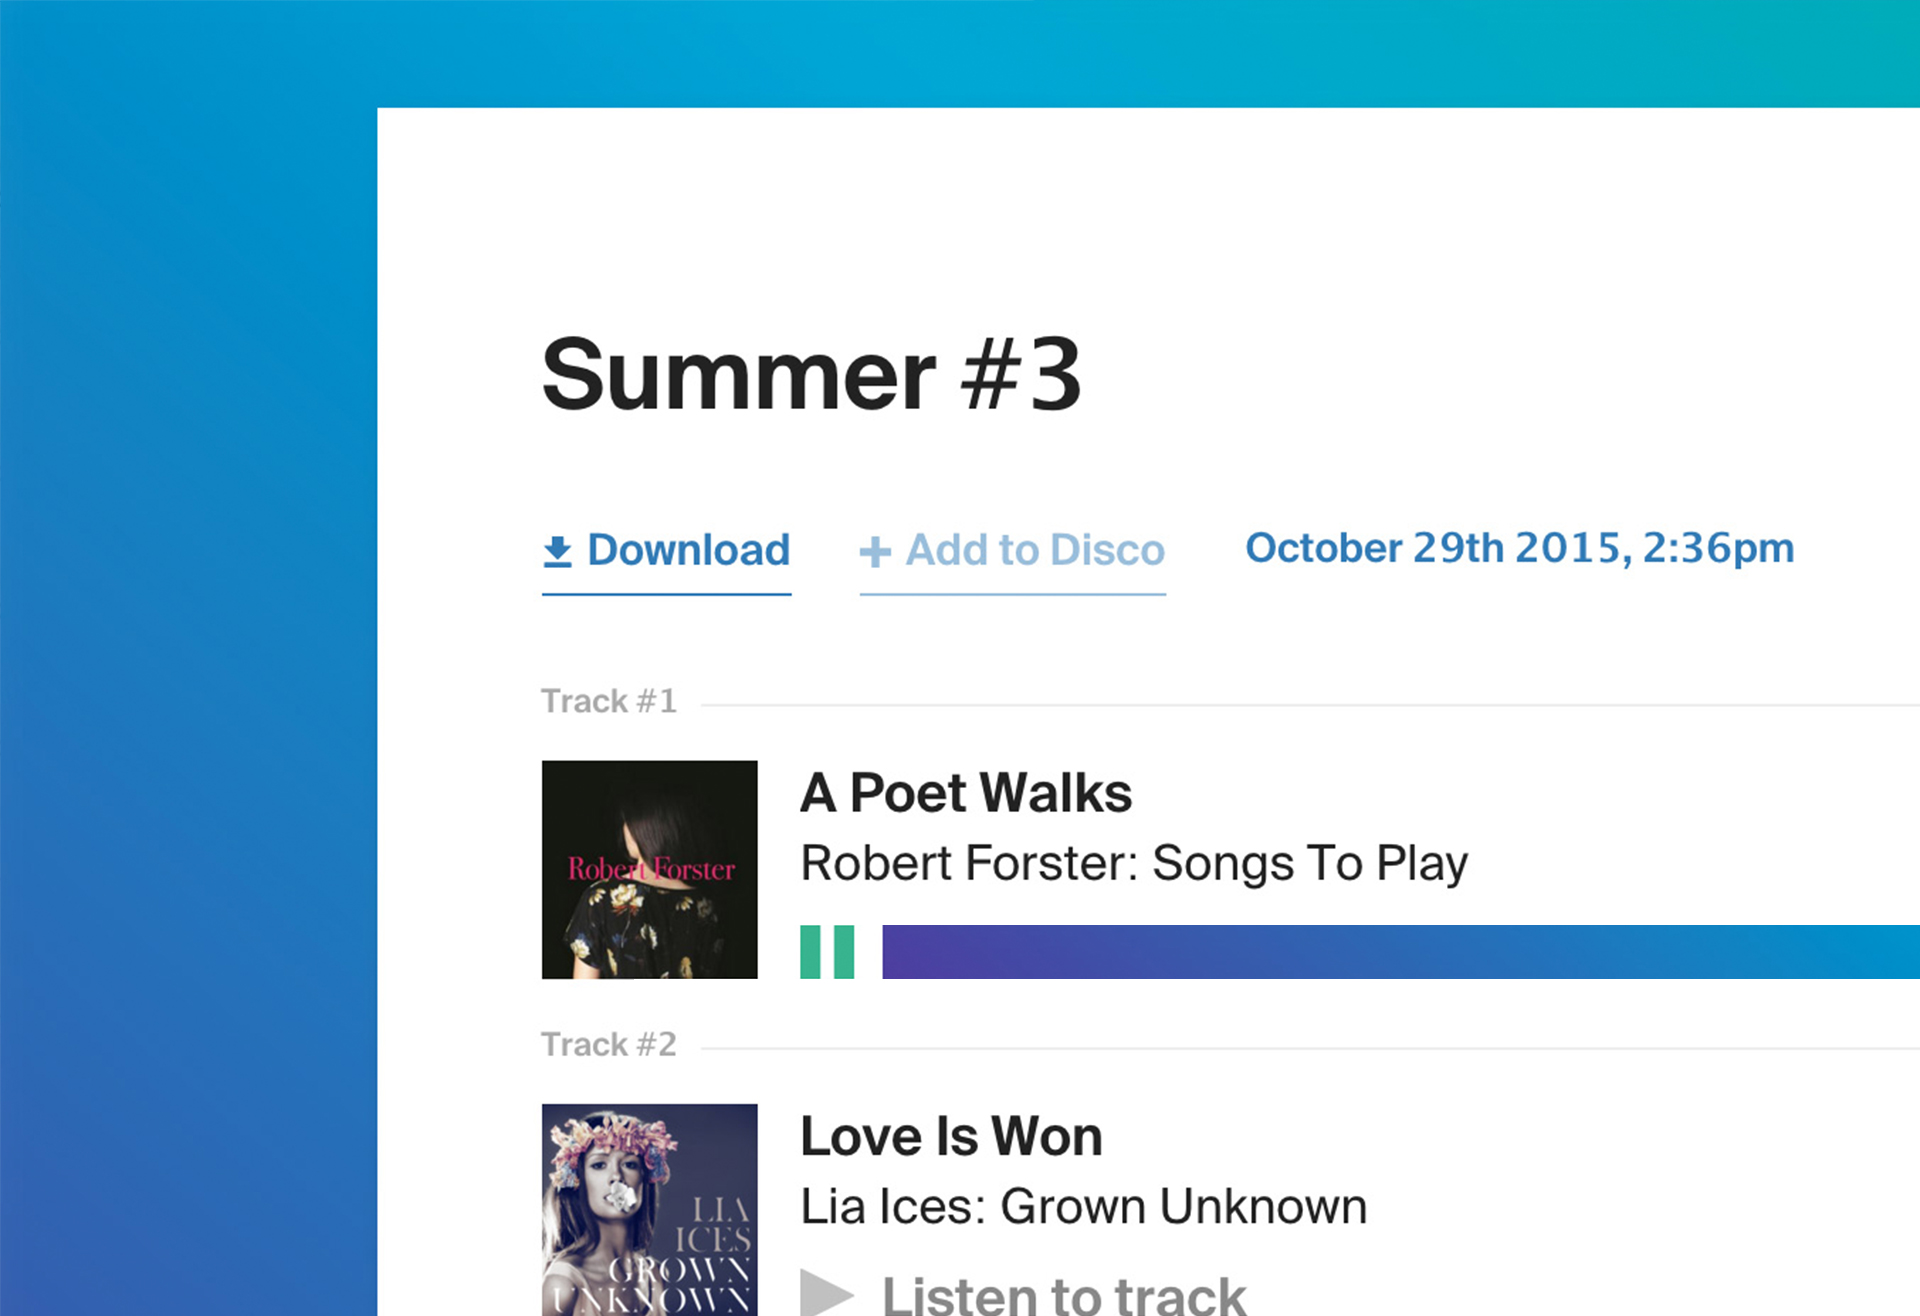 Summer #3
Download
Add to Disco
October 29th 2015, 2:36pm
Track #1
Robert Forster
A Poet Walks
Robert Forster: Songs To Play
Track #2
LIA
ICES
GROWN
UNKNOWN
Love Is Won
Lia Ices: Grown Unknown
Listen to track